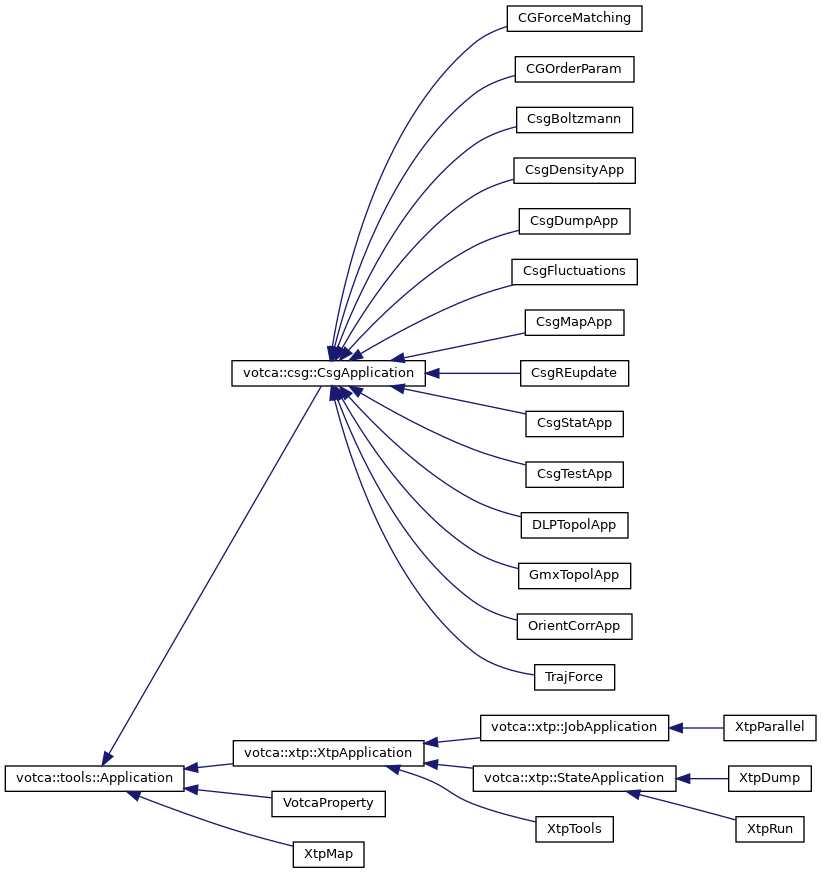 CGForceMatching
CGOrderParam
CsgBoltzmann
CsgDensityApp
CsgDumpApp
CsgFluctuations
CsgMapApp
votca::csg::CsgApplication
CsgREupdate
CsgStatApp
CsgTestApp
DLPTopolApp
GmxTopolApp
OrientCorrApp
TrajForce
votca::xtp::JobApplication
XtpParallel
votca::xtp::XtpApplication
votca::tools::Application
votca::xtp::StateApplication
XtpDump
VotcaProperty
XtpTools
XtpRun
XtpMap